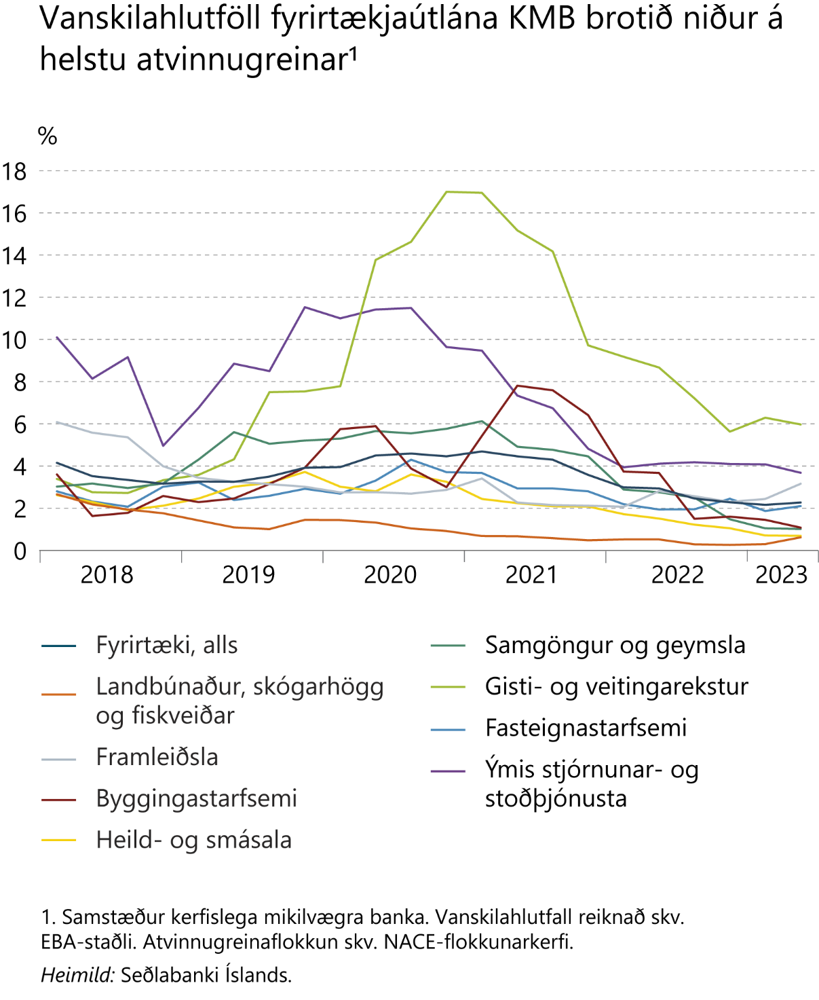 Vanskilahlutföll fyrirtækjaútlána KMB brotið niður á
helstu atvinnugreinar¹
%
18
16
14
12
10
8
6
4
2
0
2018
2019
2020
2021
2022
2023
Fyrirtæki, alls
Landbúnaður, skógarhögg
og fiskveiðar
Framleiðsla
Byggingastarfsemi
Heild- og smásala
Samgöngur og geymsla
Gisti- og veitingarekstur
Fasteignastarfsemi
Ýmis stjórnunar- og
stoðþjónusta
1. Samstæður kerfislega mikilvægra banka. Vanskilahlutfall reiknað skv.
EBA-staðli. Atvinnugreinaflokkun skv. NACE-flokkunarkerfi.
Heimild: Seðlabanki Íslands.